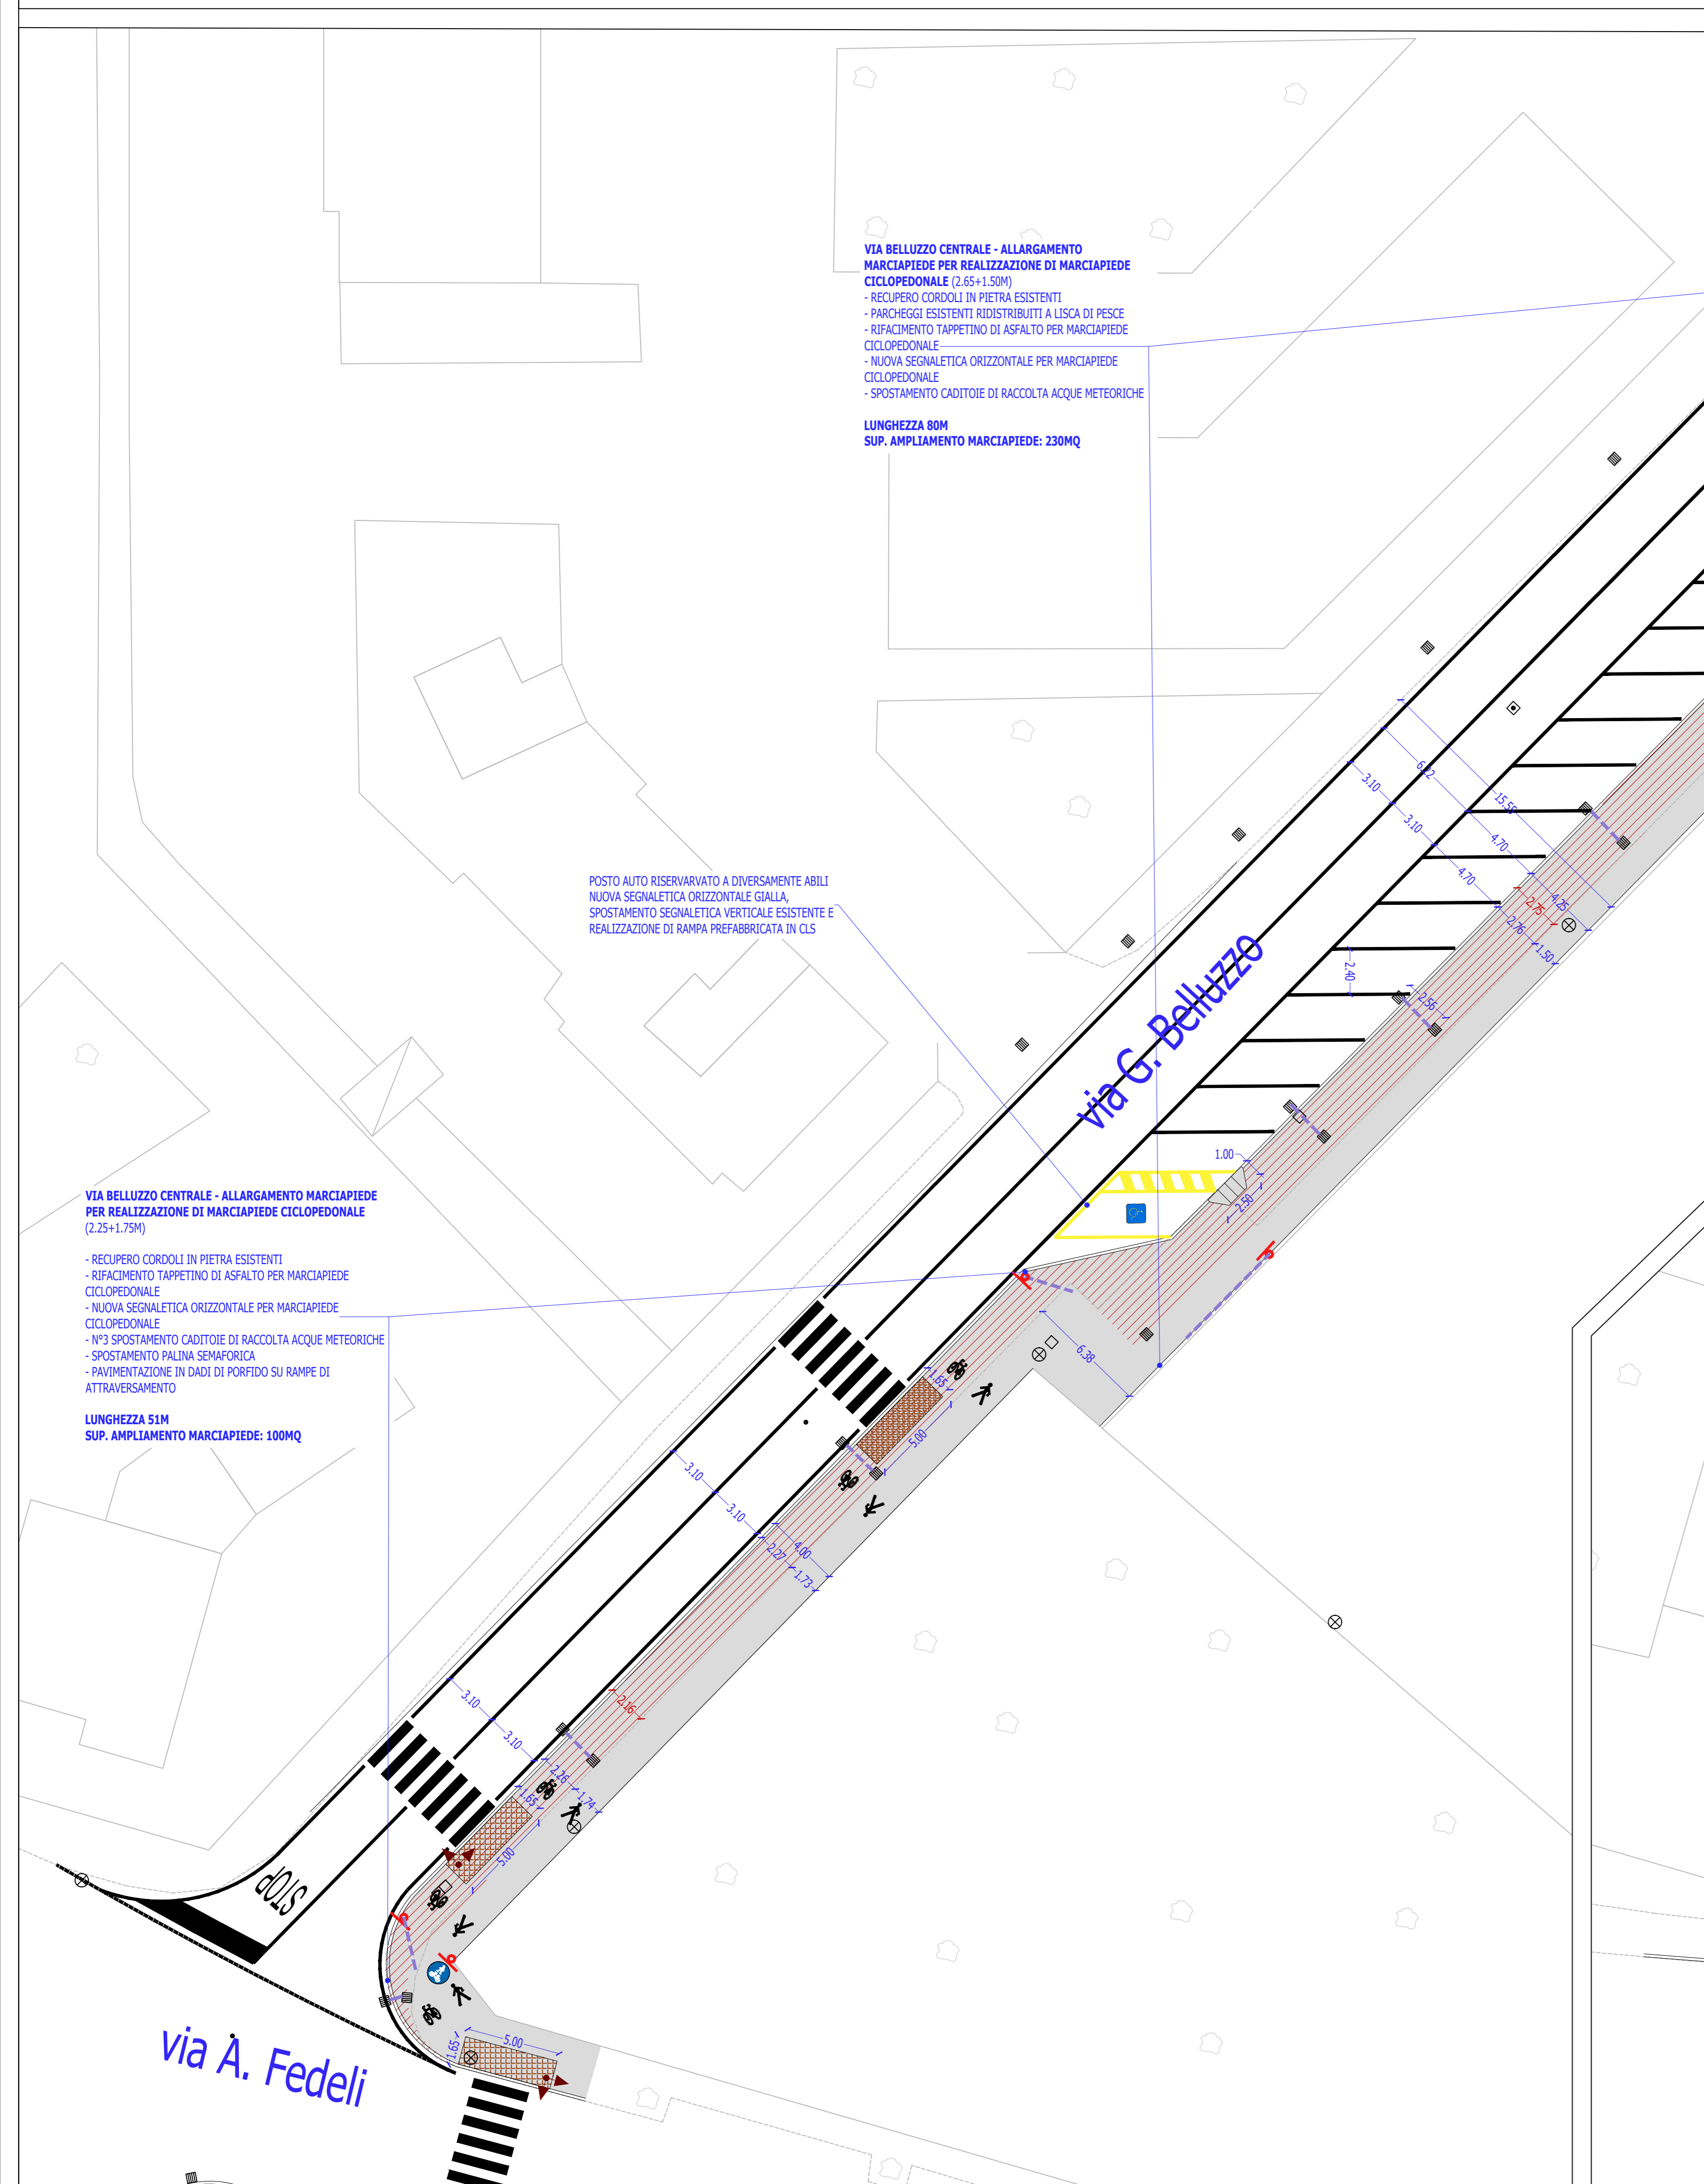 VIA BELLUZZO CENTRALE - ALLARGAMENTO
MARCIAPIEDE PER REALIZZAZIONE DI MARCIAPIEDE
CICLOPEDONALE (2.65+1.50M)
- RECUPERO CORDOLI IN PIETRA ESISTENTI
- PARCHEGGI ESISTENTI RIDISTRIBUITI A LISCA DI PESCE
- RIFACIMENTO TAPPETINO DI ASFALTO PER MARCIAPIEDE
CICLOPEDONALE
- NUOVA SEGNALETICA ORIZZONTALE PER MARCIAPIEDE
CICLOPEDONALE
- SPOSTAMENTO CADITOIE DI RACCOLTA ACQUE METEORICHE
LUNGHEZZA 80M
SUP. AMPLIAMENTO MARCIAPIEDE: 230MQ
3.10
6.22
15.55
3.10
4.70
4.70
2.75
4.25
2.76
1.50
2.40
2.56
POSTO AUTO RISERVARVATO A DIVERSAMENTE ABILI
NUOVA SEGNALETICA ORIZZONTALE GIALLA,
SPOSTAMENTO SEGNALETICA VERTICALE ESISTENTE E
REALIZZAZIONE DI RAMPA PREFABBRICATA IN CLS
via G. Belluzzo
1.00
2.50
6.38
VIA BELLUZZO CENTRALE - ALLARGAMENTO MARCIAPIEDE
PER REALIZZAZIONE DI MARCIAPIEDE CICLOPEDONALE
(2.25+1.75M)
- RECUPERO CORDOLI IN PIETRA ESISTENTI
- RIFACIMENTO TAPPETINO DI ASFALTO PER MARCIAPIEDE
CICLOPEDONALE
- NUOVA SEGNALETICA ORIZZONTALE PER MARCIAPIEDE
CICLOPEDONALE
- N°3 SPOSTAMENTO CADITOIE DI RACCOLTA ACQUE METEORICHE
- SPOSTAMENTO PALINA SEMAFORICA
- PAVIMENTAZIONE IN DADI DI PORFIDO SU RAMPE DI
ATTRAVERSAMENTO
LUNGHEZZA 51M
SUP. AMPLIAMENTO MARCIAPIEDE: 100MQ
1.65
5.00
3.10
3.10
4.00
2.27
1.73
2.16
3.10
3.10
2.26
1.74
1.65
5.00
STOP
1.65
5.00
via A. Fedeli